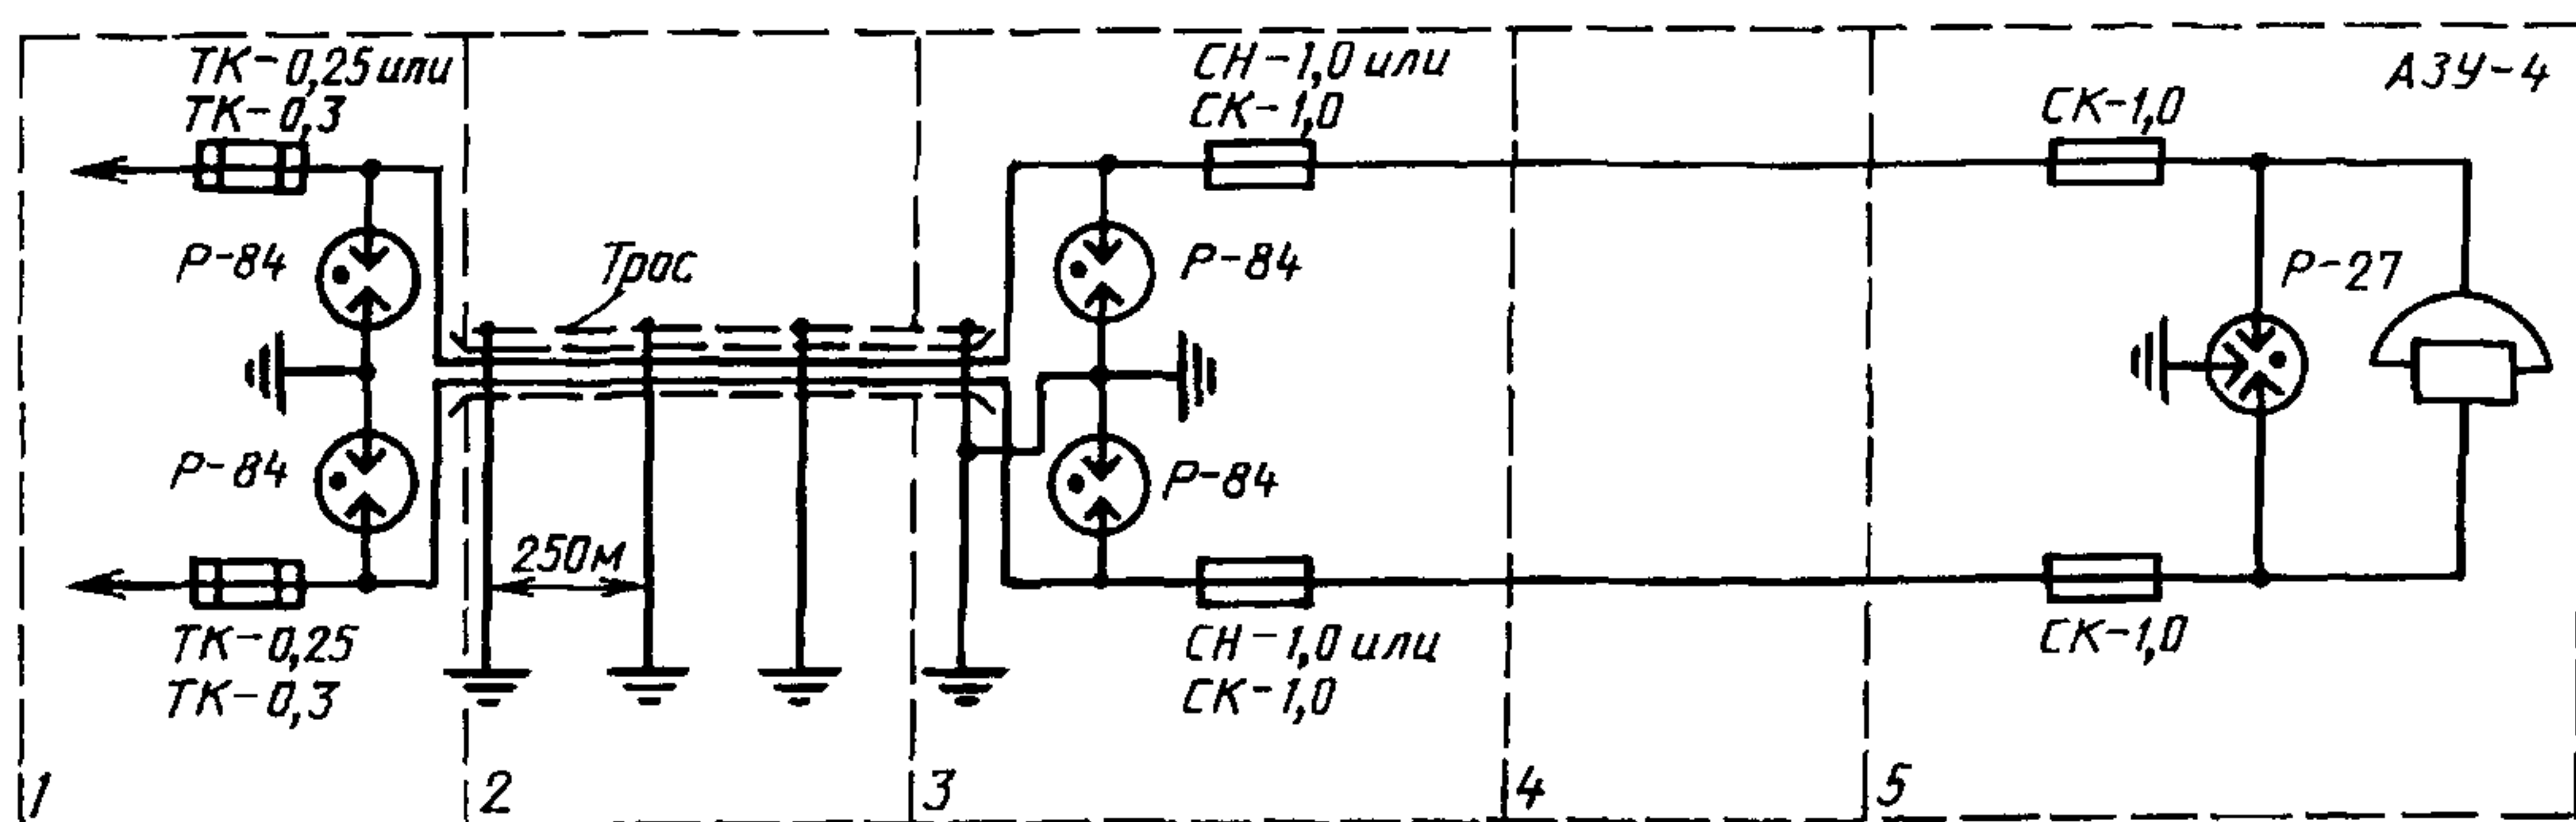 ТК-0,25 или
ТК-0,3
СН-1,0 или
СК-1,0
СК-1,0
АЗУ-4
Р-84
Трос
Р-84
Р-27
Р-84
Р-84
250м
ТК-0,25
ТК-0,3
СН-1,0 или
СК-1,0
СК-1,0
1
2
3
4
5